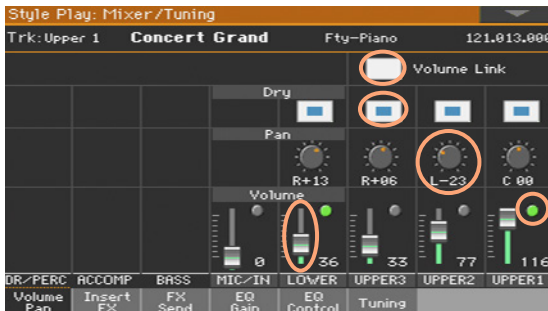 Style Play: Mixer/Tuning
Trk:Upper 1 Concert Grand Fty-Piano 121.013.000
Volume Link
Dry
Pan
R+13 R+06 L-23 C 00
Volume
0 36 33 77 116
DR/PERC ACCOMP BASS MIC/IN LOWER UPPER3 UPPER2 UPPER1
Volume Insert FX EQ EQ Tuning
Pan FX Send Gain Control